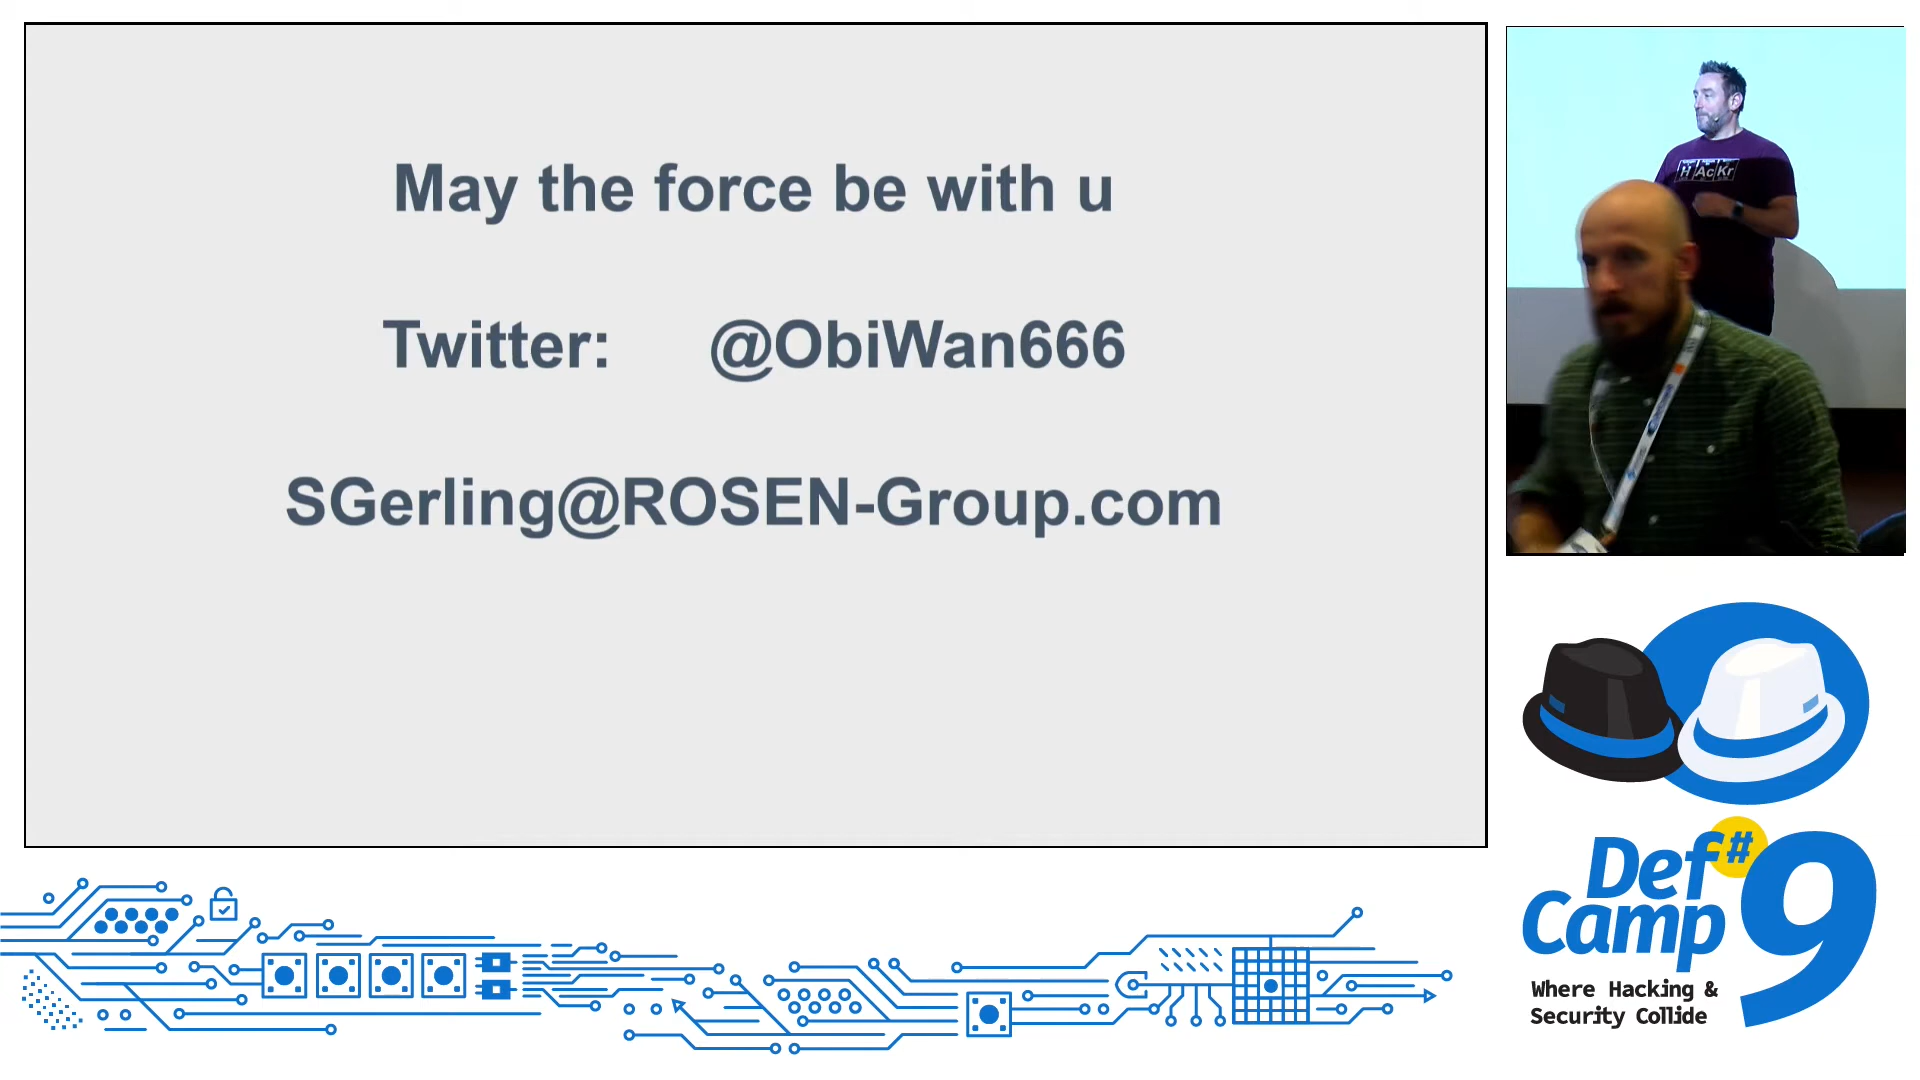 May the force be with u
Twitter: @ObiWan666
SGerling@ROSEN-Group.com
HAcKr
Def
Camp
#9
Where Hacking &
Security Collide